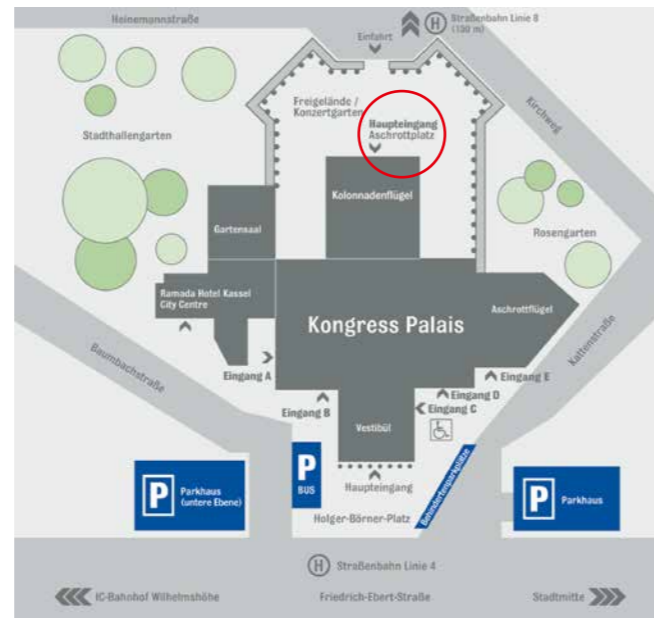 Heinemannstraße
Einfahrt
H
Straßenbahn Linie 8
(150 m)
Kirchweg
Freigelände /
Konzertgarten
Haupteingang
Aschrottplatz
Stadthallengarten
Kolonnadenflügel
Rosengarten
Gartensaal
Ramada Hotel Kassel
City Centre
Kongress Palais
Aschrottflügel
Baumbachstraße
Kattenstraße
Eingang A
Eingang B
Eingang E
Eingang D
Eingang C
Vestibül
P
Parkhaus
(untere Ebene)
P
BUS
Haupteingang
Behindertenparkplätze
P
Parkhaus
Holger-Börner-Platz
H
Straßenbahn Linie 4
IC-Bahnhof Wilhelmshöhe
Friedrich-Ebert-Straße
Stadtmitte